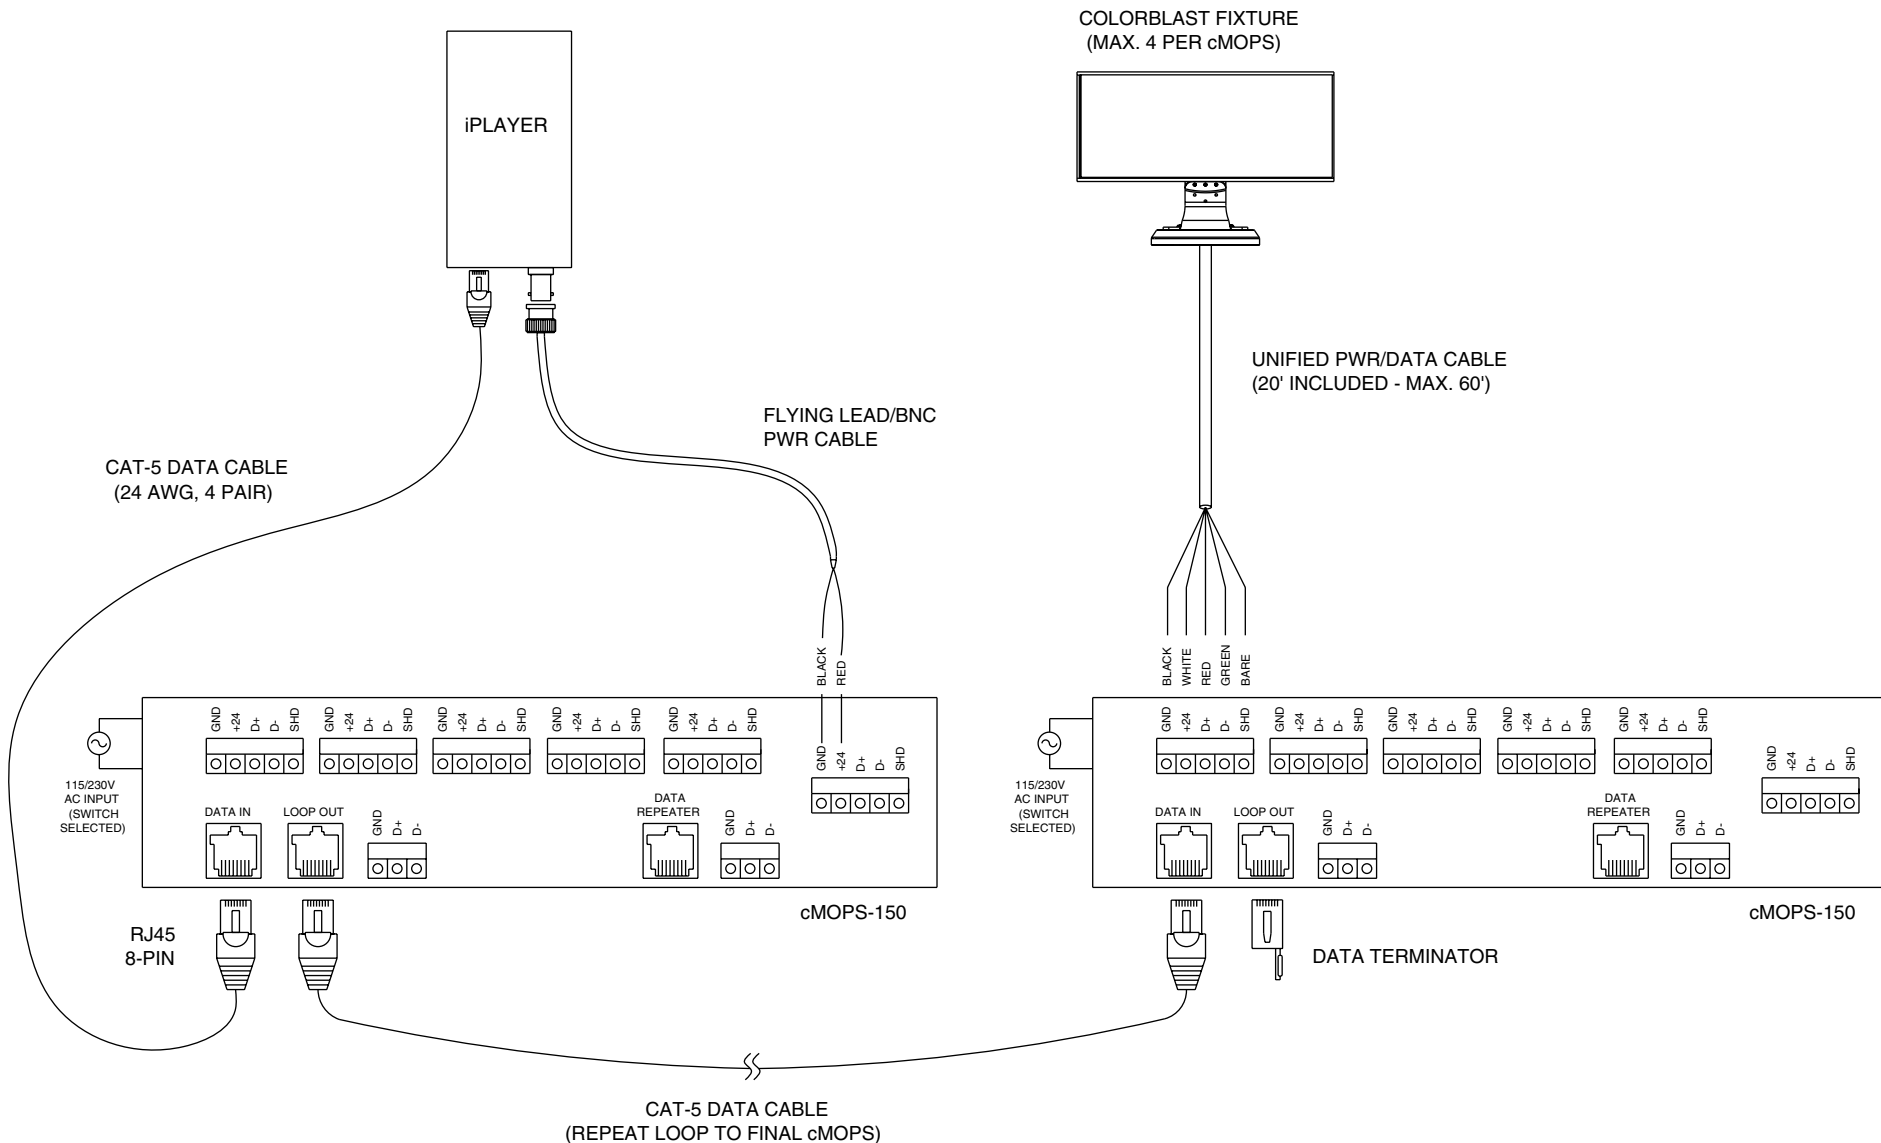 COLORBLAST FIXTURE
(MAX. 4 PER cMOPS)
iPLAYER
UNIFIED PWR/DATA CABLE
(20' INCLUDED - MAX. 60')
FLYING LEAD/BNC
PWR CABLE
CAT-5 DATA CABLE
(24 AWG, 4 PAIR)
BLACK
RED
BLACK
WHITE
RED
GREEN
BARE
GND +24 D+ D- SHD
GND +24 D+ D- SHD
GND +24 D+ D- SHD
GND +24 D+ D- SHD
GND +24 D+ D- SHD
GND +24 D+ D- SHD
115/230V
AC INPUT
(SWITCH
SELECTED)
DATA IN
LOOP OUT
GND D+ D-
DATA
REPEATER
GND D+ D-
cMOPS-150
GND +24 D+ D- SHD
GND +24 D+ D- SHD
GND +24 D+ D- SHD
GND +24 D+ D- SHD
GND +24 D+ D- SHD
GND +24 D+ D- SHD
115/230V
AC INPUT
(SWITCH
SELECTED)
DATA IN
LOOP OUT
GND D+ D-
DATA
REPEATER
GND D+ D-
cMOPS-150
RJ45
8-PIN
DATA TERMINATOR
CAT-5 DATA CABLE
(REPEAT LOOP TO FINAL cMOPS)